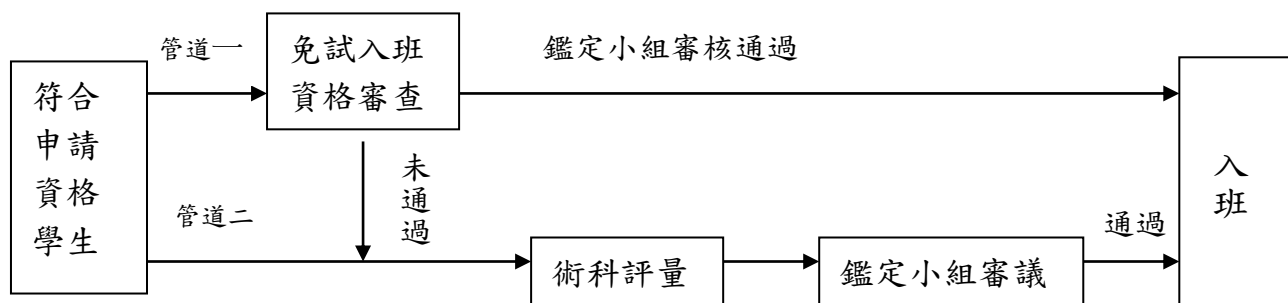 管道一
免試入班
資格審查
鑑定小組審核通過
符合
申請
資格
學生
未通過
管道二
術科評量
鑑定小組審議
通過
入班